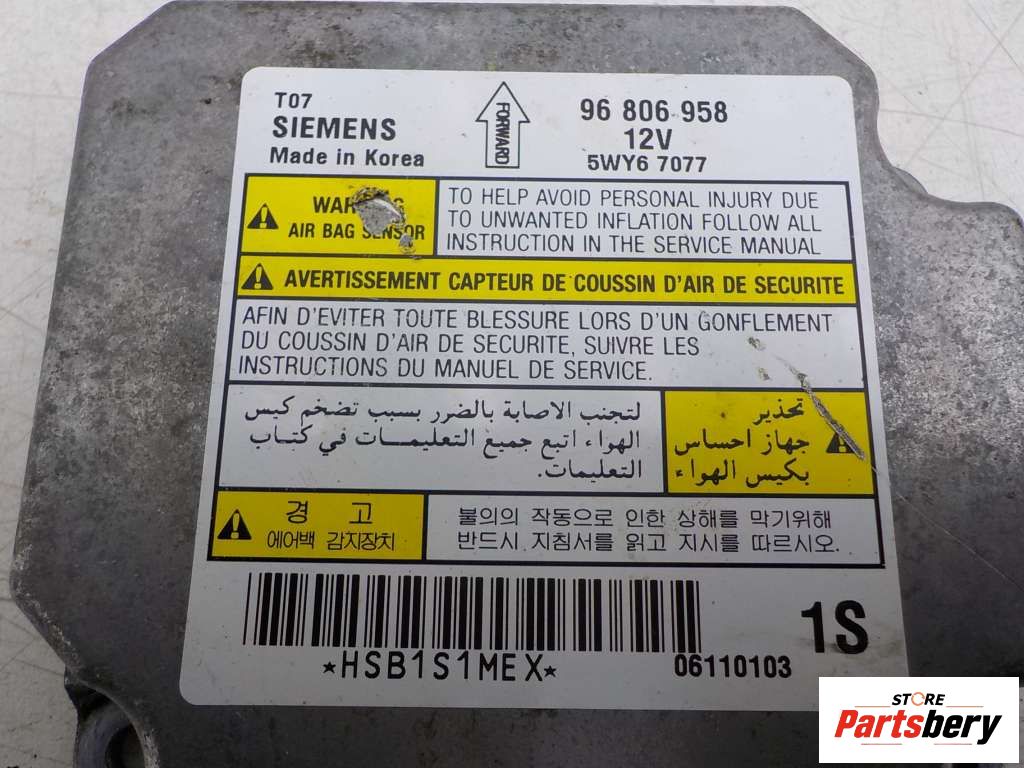 T07
SIEMENS
Made in Korea
FORWARD
96 806 958
12V
5WY6 7077
AIR BAG SENSOR
TO HELP AVOID PERSONAL INJURY DUE
TO UNWANTED INFLATION FOLLOW ALL
INSTRUCTION IN THE SERVICE MANUAL
AVERTISSEMENT CAPTEUR DE COUSSIN D'AIR DE SECURITE
AFIN D'EVITER TOUTE BLESSURE LORS D'UN GONFLEMENT
DU COUSSIN D'AIR DE SECURITE, SUIVRE LES
INSTRUCTIONS DU MANUEL DE SERVICE.
تحذير
جهاز احساس
بكيس الهواء
لتجنب الاصابة بالضرر بسبب تضخم كيس
الهواء اتبع جميع التعليمات في كتاب
التعليمات.
경 고
에어백 감지장치
불의의 작동으로 인한 상해를 막기위해
반드시 지침서를 읽고 지시를 따르시오.
*HSB1S1MEX*
06110103
1S
STORE
Partsbery